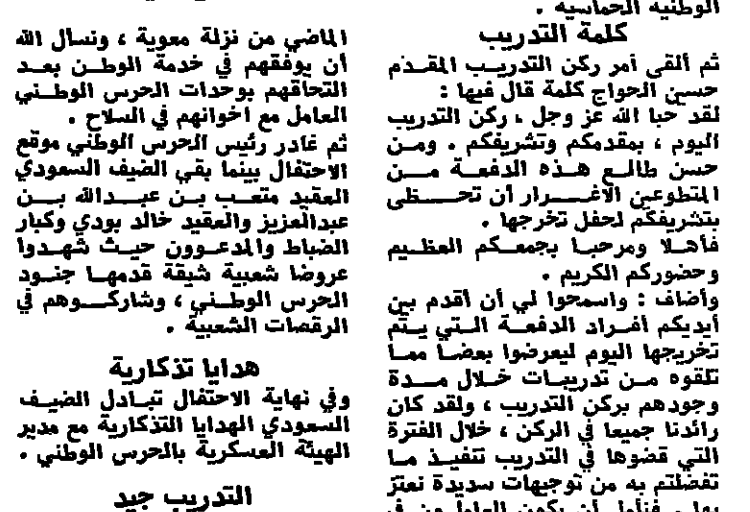 الوطنية الحماسية .
كلمة التدريب
ثم ألقى آمر ركن التدريب المقدم
حسين الحواج كلمة قال فيها :
لقد حبا الله عز وجل ، ركن التدريب
اليوم ، بمقدمكم وتشريفكم . ومن
حسن طالع هذه الدفعة من
المتطوعين الأغرار أن تحظى
بتشريفكم لحفل تخرجها .
فأهلا ومرحبا بجمعكم العظيم
وحضوركم الكريم .
وأضاف : واسمحوا لي أن أقدم بين
أيديكم أفراد الدفعة التي يتم
تخريجها اليوم ليعرضوا بعضا مما
تلقوه من تدريبات خلال مدة
وجودهم بركن التدريب ، ولقد كان
رائدنا جميعا في الركن ، خلال الفترة
التي قضوها في التدريب تنفيذ ما
تفضلتم به من توجيهات سديدة نعتز
بها . فنأمل أن يكون
الماضي من نزلة معوية ، ونسال الله
أن يوفقهم في خدمة الوطن بعد
التحاقهم بوحدات الحرس الوطني
العامل مع اخوانهم في السلاح .
ثم غادر رئيس الحرس الوطني موقع
الاحتفال بينما بقي الضيف السعودي
العقيد متعب بن عبدالله بن
عبدالعزيز والعقيد خالد بودي وكبار
الضباط والمدعوون حيث شهدوا
عروضا شعبية شيقة قدمها جنود
الحرس الوطني ، وشاركوهم في
الرقصات الشعبية .
هدايا تذكارية
وفي نهاية الاحتفال تبادل الضيف
السعودي الهدايا التذكارية مع مدير
الهيئة العسكرية بالحرس الوطني .
التدريب جيد